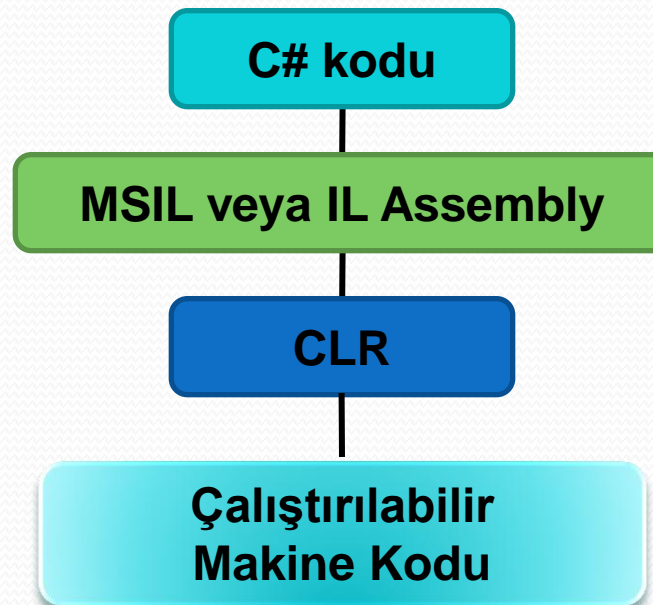 C# kodu
MSIL veya IL Assembly
CLR
Çalıştırılabilir
Makine Kodu